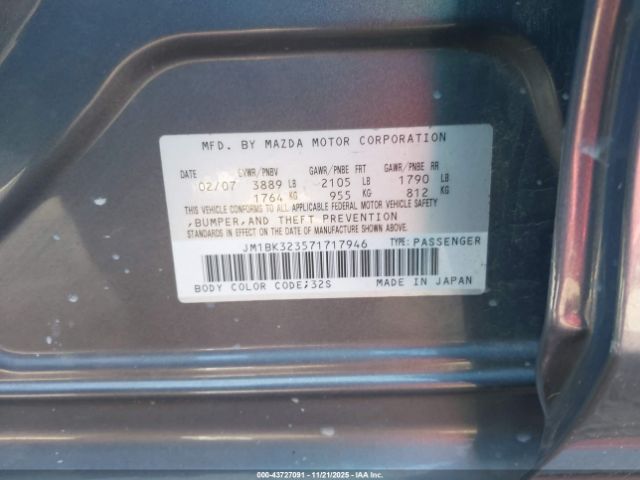 MFD. BY MAZDA MOTOR CORPORATION
DATE GVWR/PNBV GAWR/PNBE FRT GAWR/PNBE RR
02/07 3889 LB 2105 LB 1790 LB
1764 KG 955 KG 812 KG
THIS VEHICLE CONFORMS TO ALL APPLICABLE FEDERAL MOTOR VEHICLE SAFETY
,BUMPER,AND THEFT PREVENTION
STANDARDS IN EFFECT ON THE DATE OF MANUFACTURE SHOWN ABOVE.
JM1BK323571717946 TYPE:PASSENGER
BODY COLOR CODE;32S MADE IN JAPAN
000-43727091 - 11/21/2025 - IAA Inc.